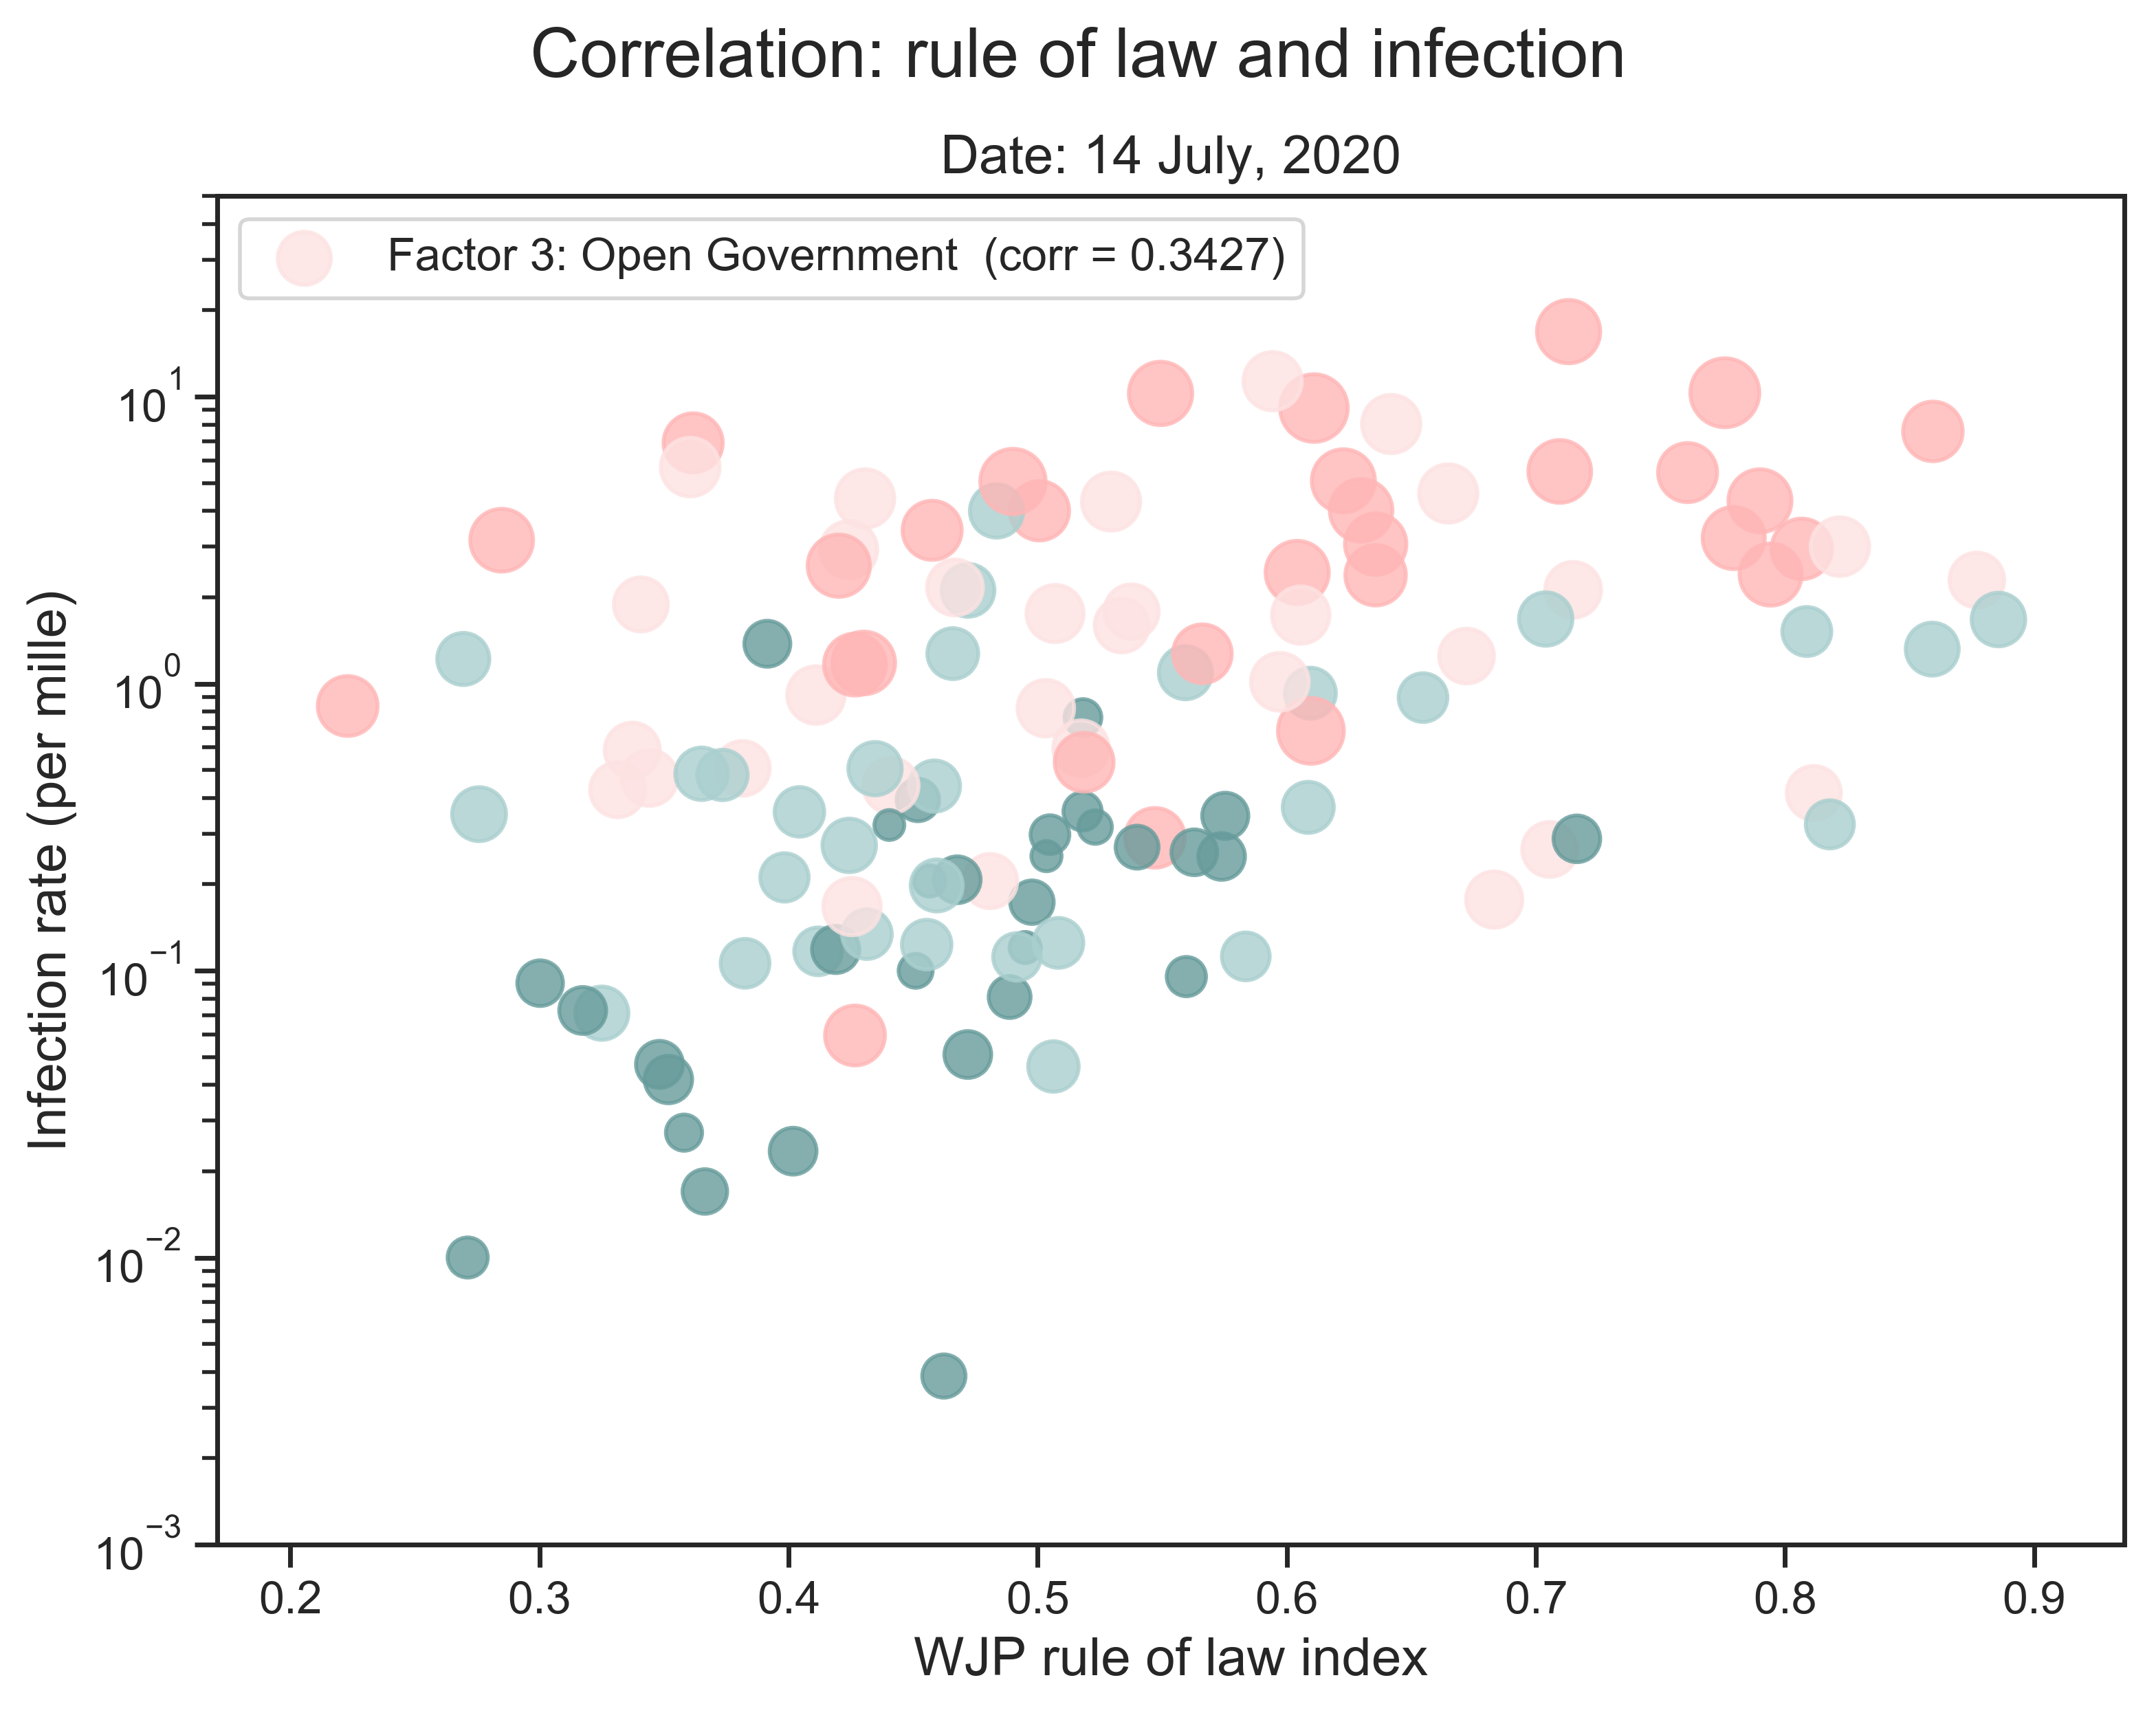 Correlation: rule of law and infection
Date: 14 July, 2020
Factor 3: Open Government (corr = 0.3427)
Infection rate (per mille)
10^1
10^0
10^−1
10^−2
10^−3
0.2 0.3 0.4 0.5 0.6 0.7 0.8 0.9
WJP rule of law index